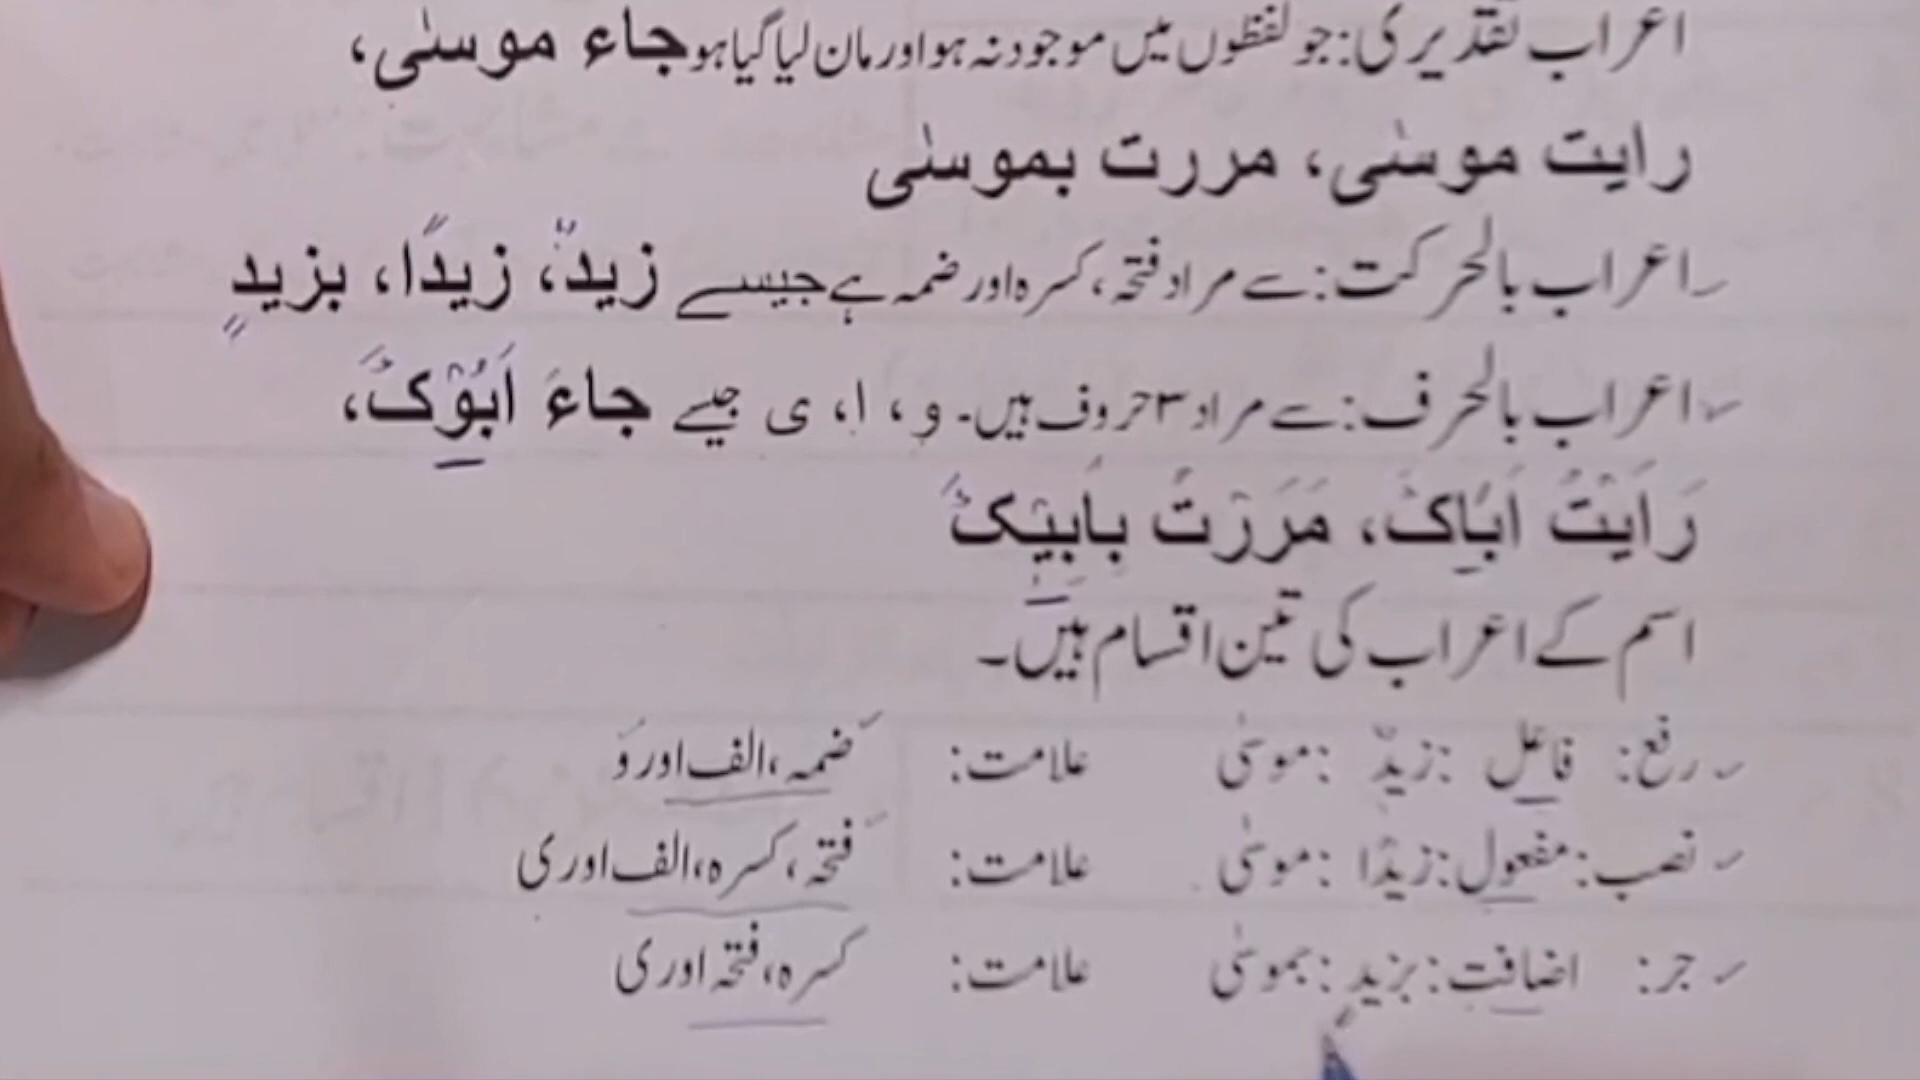 اعراب تقدیری: جو لفظوں میں موجود نہ ہو اور مان لیا گیا ہو جاء موسیٰ،
رایت موسیٰ، مررت بموسیٰ
اعراب بالحرکت: سے مراد فتحہ، کسرہ اور ضمہ ہے جیسے زیدٌ، زیدًا، بزیدٍ
اعراب بالحرف: سے مراد ۳ حروف ہیں۔ و، ا، ی جیسے جاءَ اَبُوْکَ،
رَاَیْتُ اَبَاکَ، مَرَرْتُ بِاَبِیْکَ
اسم کے اعراب کی تین اقسام ہیں۔
رفع: فاعل :زیدٌ :موسیٰ علامت: ضمہ، الف اور و
نصب: مفعول: زیدًا :موسیٰ علامت: فتحہ، کسرہ، الف اور ی
جر: اضافت: بزیدٍ :بموسیٰ علامت: کسرہ، فتحہ اور ی